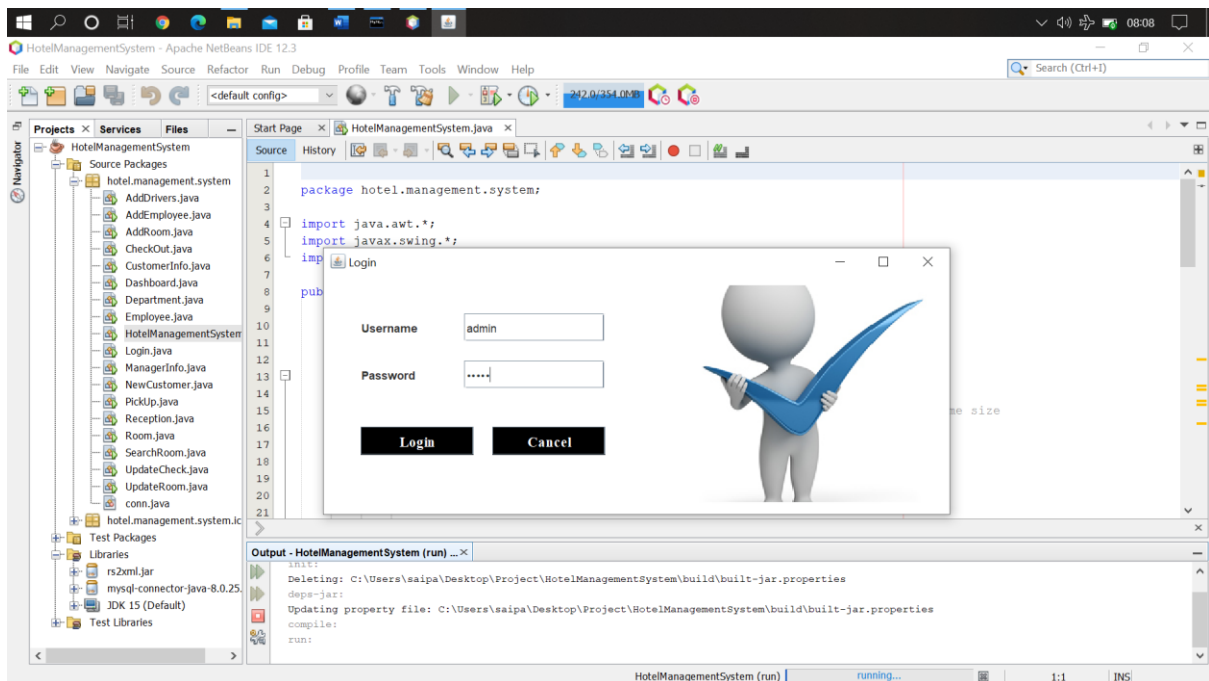 08:08
HotelManagementSystem - Apache NetBeans IDE 12.3
File Edit View Navigate Source Refactor Run Debug Profile Team Tools Window Help
Search (Ctrl+I)
<default config>
242.0/354.0MB
Projects Services Files
Start Page HotelManagementSystem.java
Navigator
HotelManagementSystem
Source History
Source Packages
hotel.management.system
AddDrivers.java
AddEmployee.java
AddRoom.java
CheckOut.java
CustomerInfo.java
Dashboard.java
Department.java
Employee.java
HotelManagementSystem
Login.java
ManagerInfo.java
NewCustomer.java
PickUp.java
Reception.java
Room.java
SearchRoom.java
UpdateCheck.java
UpdateRoom.java
conn.java
hotel.management.system.ic
Test Packages
Libraries
rs2xml.jar
mysql-connector-java-8.0.25.
JDK 15 (Default)
Test Libraries
1
2 package hotel.management.system;
3
4 import java.awt.*;
5 import javax.swing.*;
6 imp
7
8 pub
9
10
11
12
13
14
15 me size
16
17
18
19
20
21
Login
Username admin
Password •••••
Login Cancel
Output - HotelManagementSystem (run) ...
init:
Deleting: C:\Users\saipa\Desktop\Project\HotelManagementSystem\build\built-jar.properties
deps-jar:
Updating property file: C:\Users\saipa\Desktop\Project\HotelManagementSystem\build\built-jar.properties
compile:
run:
HotelManagementSystem (run) running... 1:1 INS